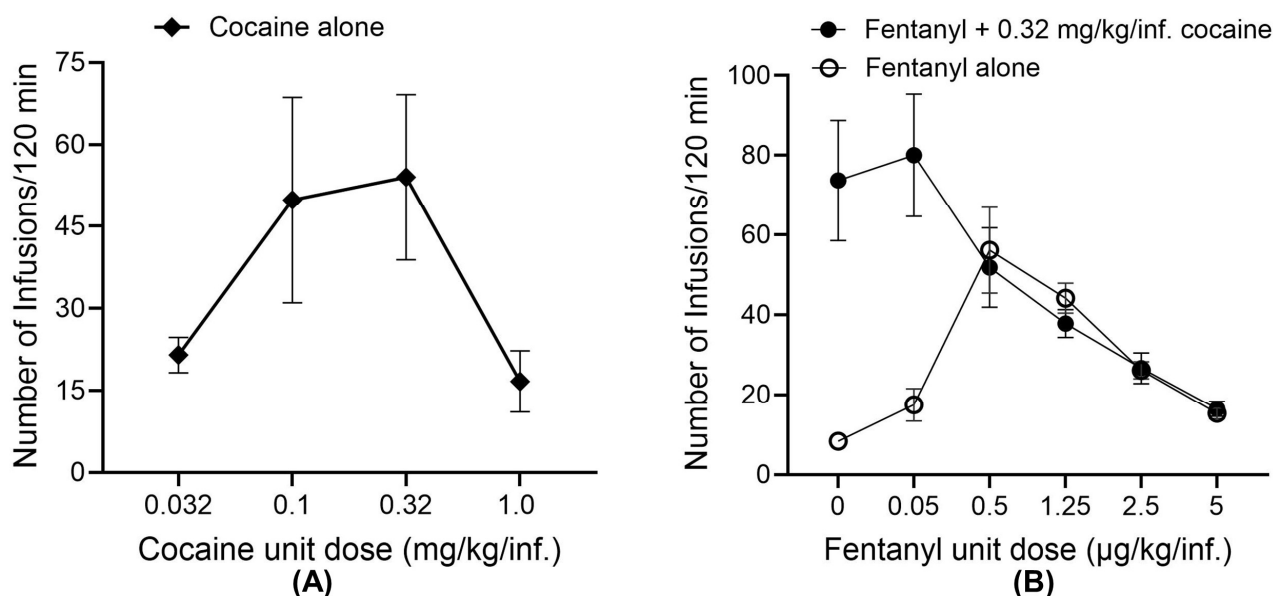 Cocaine alone
75
60
45
30
15
0
Number of Infusions/120 min
0.032 0.1 0.32 1.0
Cocaine unit dose (mg/kg/inf.)
(A)
Fentanyl + 0.32 mg/kg/inf. cocaine
Fentanyl alone
100
80
60
40
20
0
Number of Infusions/120 min
0 0.05 0.5 1.25 2.5 5
Fentanyl unit dose (µg/kg/inf.)
(B)